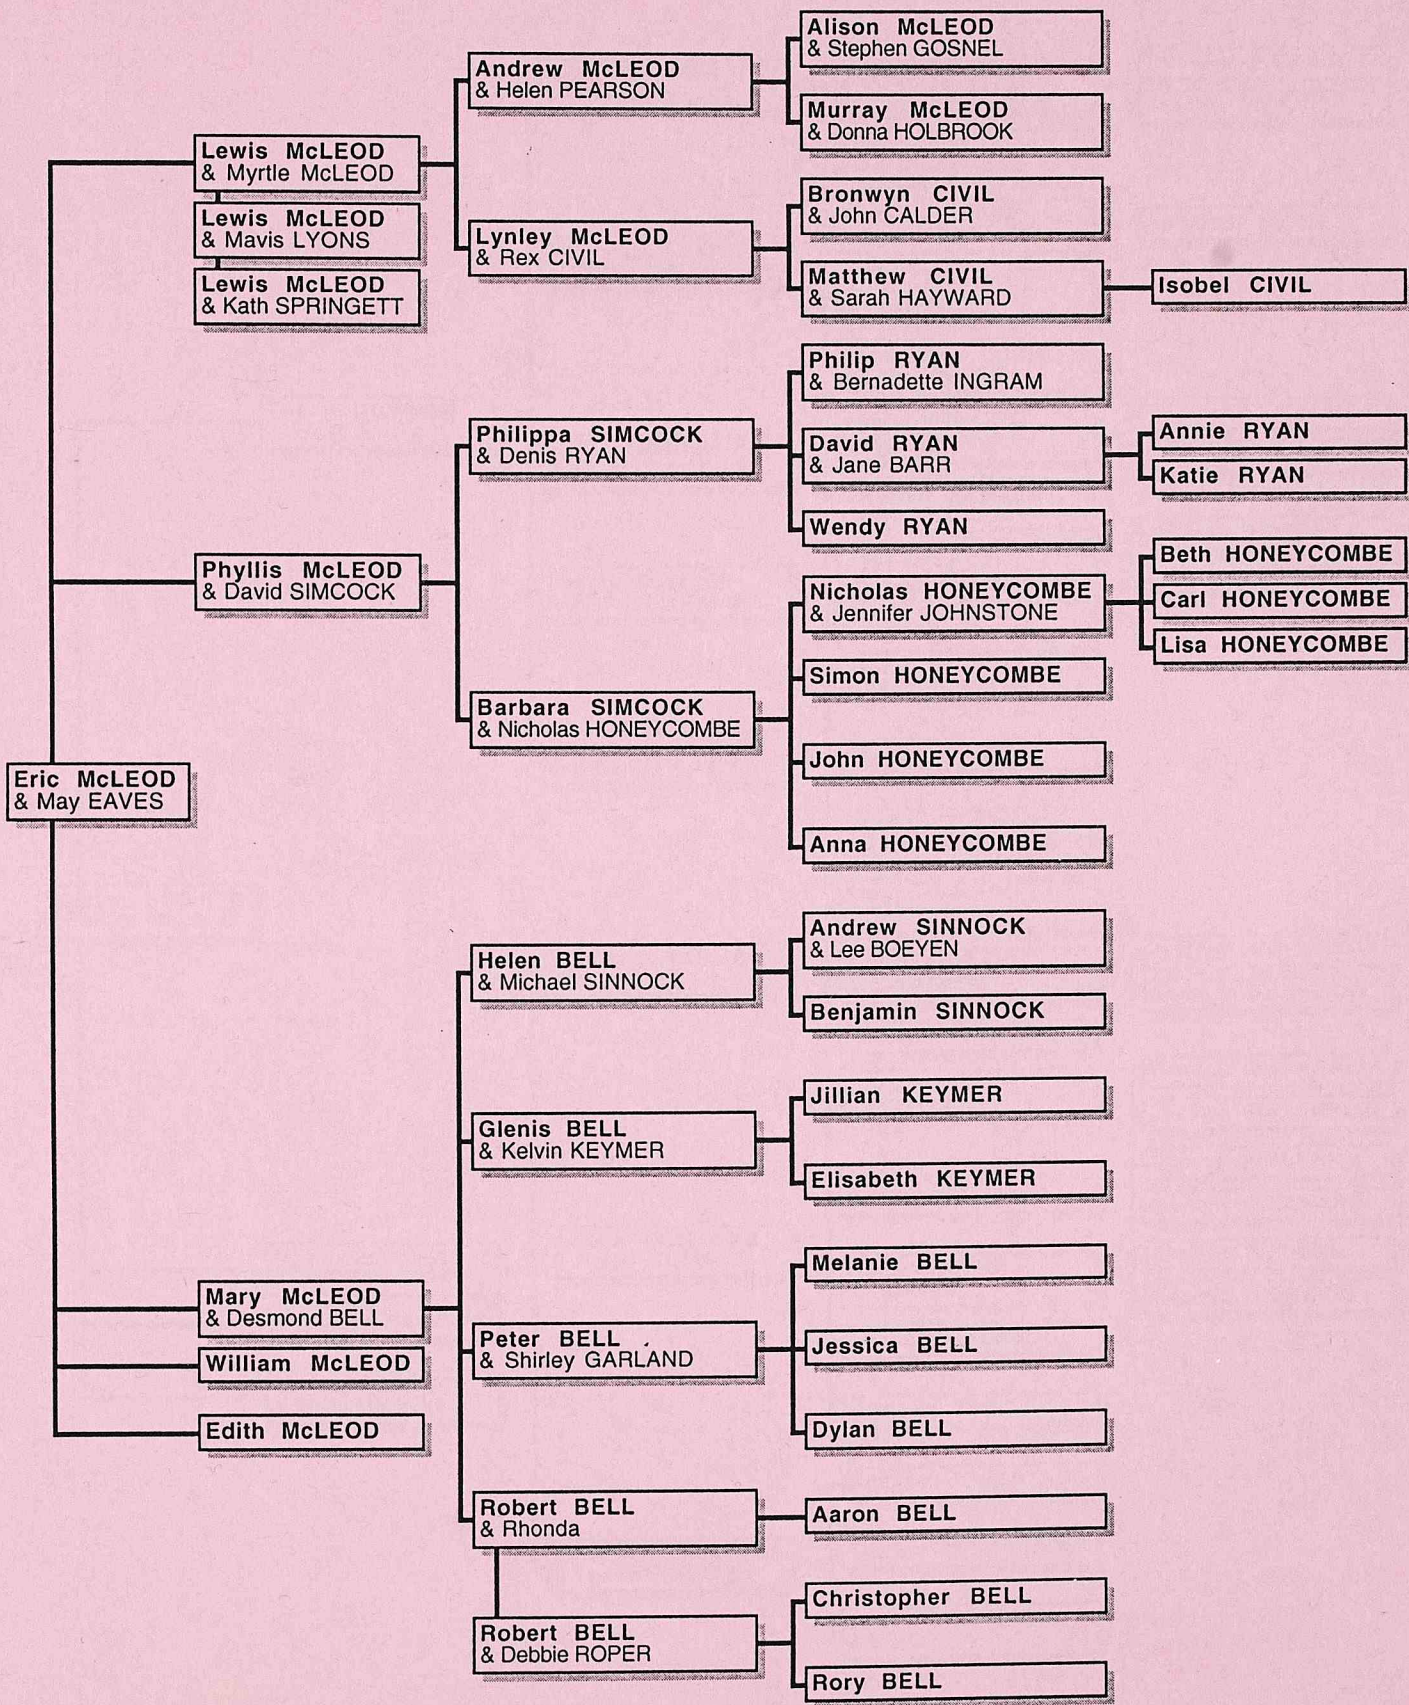 Eric McLEOD
& May EAVES
Lewis McLEOD
& Myrtle McLEOD
Lewis McLEOD
& Mavis LYONS
Lewis McLEOD
& Kath SPRINGETT
Phyllis McLEOD
& David SIMCOCK
Mary McLEOD
& Desmond BELL
William McLEOD
Edith McLEOD
Andrew McLEOD
& Helen PEARSON
Lynley McLEOD
& Rex CIVIL
Philippa SIMCOCK
& Denis RYAN
Barbara SIMCOCK
& Nicholas HONEYCOMBE
Helen BELL
& Michael SINNOCK
Glenis BELL
& Kelvin KEYMER
Peter BELL
& Shirley GARLAND
Robert BELL
& Rhonda
Robert BELL
& Debbie ROPER
Alison McLEOD
& Stephen GOSNEL
Murray McLEOD
& Donna HOLBROOK
Bronwyn CIVIL
& John CALDER
Matthew CIVIL
& Sarah HAYWARD
Philip RYAN
& Bernadette INGRAM
David RYAN
& Jane BARR
Wendy RYAN
Nicholas HONEYCOMBE
& Jennifer JOHNSTONE
Simon HONEYCOMBE
John HONEYCOMBE
Anna HONEYCOMBE
Andrew SINNOCK
& Lee BOEYEN
Benjamin SINNOCK
Jillian KEYMER
Elisabeth KEYMER
Melanie BELL
Jessica BELL
Dylan BELL
Aaron BELL
Christopher BELL
Rory BELL
Isobel CIVIL
Annie RYAN
Katie RYAN
Beth HONEYCOMBE
Carl HONEYCOMBE
Lisa HONEYCOMBE